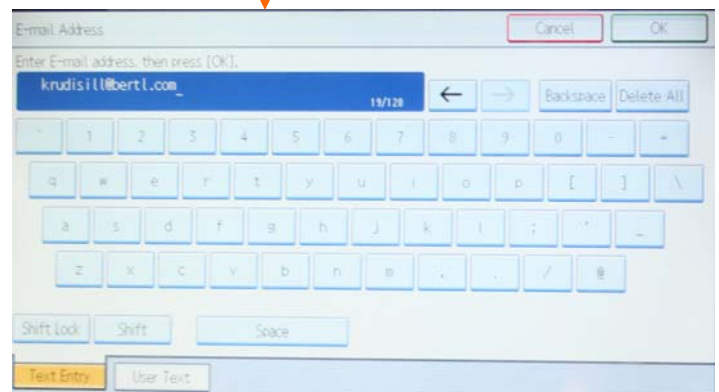 E-mail Address Cancel OK
Enter E-mail address, then press [OK].
krudisill@bertl.com_
19/128 ← → Backspace Delete All
` 1 2 3 4 5 6 7 8 9 0 - =
q w e r t y u i o p [ ] \
a s d f g h j k l ; ' _
z x c v b n m , . / @
Shift Lock Shift Space
Text Entry User Text